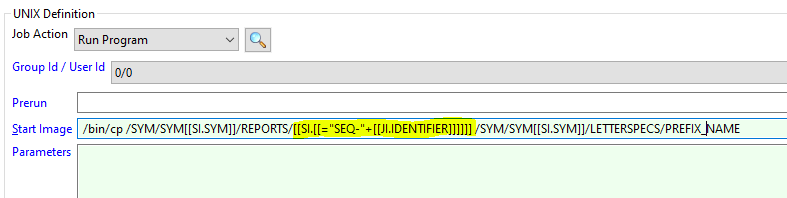 UNIX Definition
Job Action Run Program
Group Id / User Id 0/0
Prerun
Start Image /bin/cp /SYM/SYM[[SI.SYM]]/REPORTS/[[SI.[[="SEQ-"+[[JI.IDENTIFIER]]]]]] /SYM/SYM[[SI.SYM]]/LETTERSPECS/PREFIX_NAME
Parameters